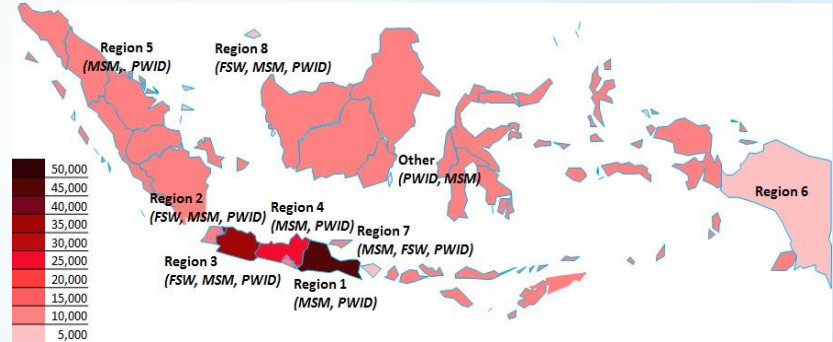 Region 5
(MSM,. PWID)
Region 8
(FSW, MSM, PWID)
Other
(PWID, MSM)
Region 6
Region 2
(FSW, MSM, PWID)
Region 4
(MSM, PWID)
Region 7
(MSM, FSW, PWID)
Region 3
(FSW, MSM, PWID)
Region 1
(MSM, PWID)
50,000
45,000
40,000
35,000
30,000
25,000
20,000
15,000
10,000
5,000